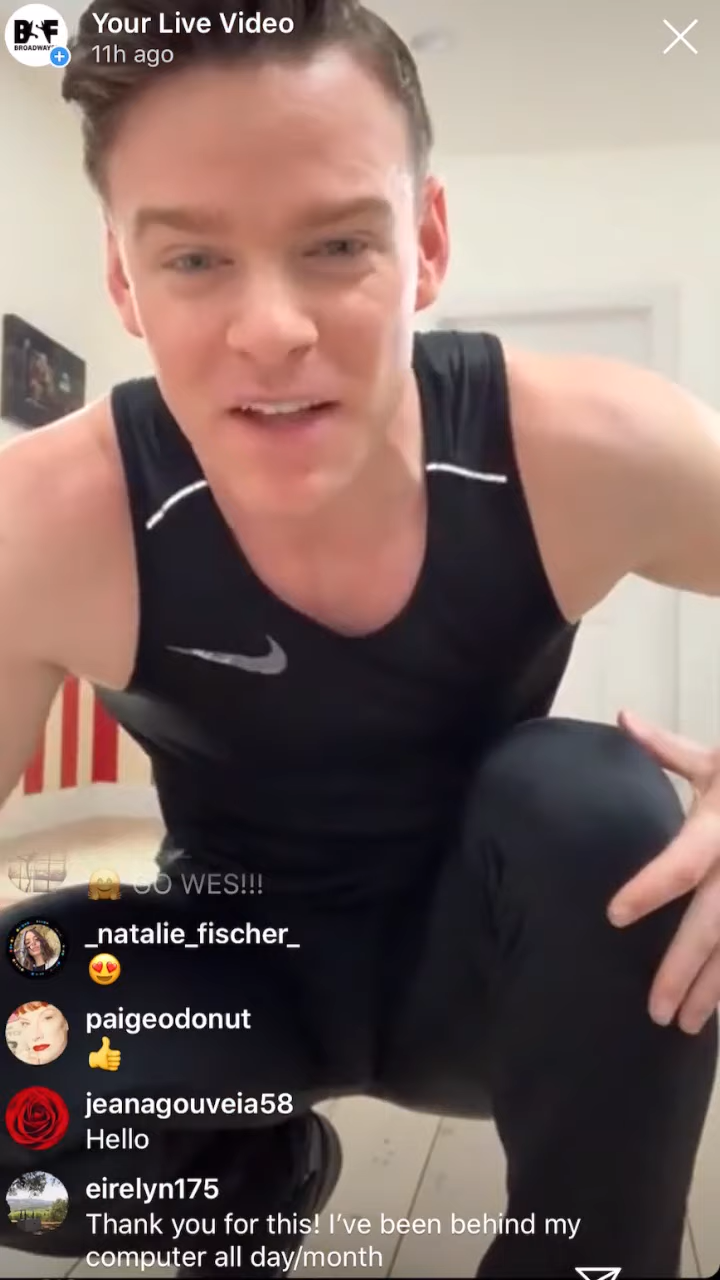 BSF
BROADWAY
Your Live Video
11h ago
GO WES!!!
_natalie_fischer_
paigeodonut
jeanagouveia58
Hello
eirelyn175
Thank you for this! I've been behind my
computer all day/month